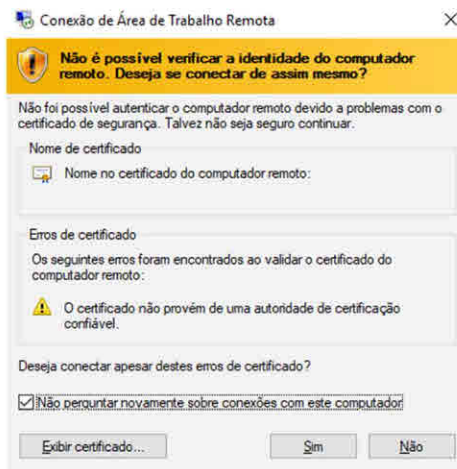 Conexão de Área de Trabalho Remota
Não é possível verificar a identidade do computador
remoto. Deseja se conectar de assim mesmo?
Não foi possível autenticar o computador remoto devido a problemas com o
certificado de segurança. Talvez não seja seguro continuar.
Nome de certificado
Nome no certificado do computador remoto:
Erros de certificado
Os seguintes erros foram encontrados ao validar o certificado do
computador remoto:
O certificado não provém de uma autoridade de certificação
confiável.
Deseja conectar apesar destes erros de certificado?
Não perguntar novamente sobre conexões com este computador
Exibir certificado... Sim Não